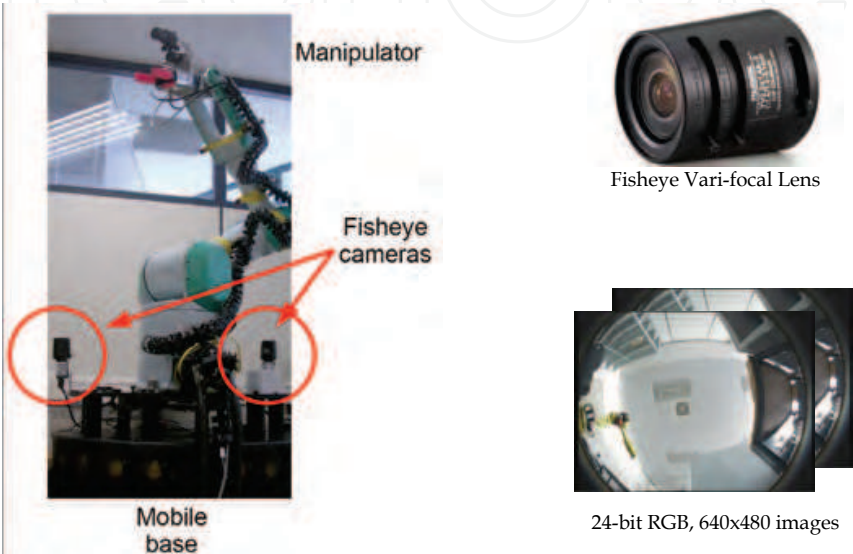 Manipulator
Fisheye
cameras
Mobile
base
Fisheye Vari-focal Lens
24-bit RGB, 640x480 images